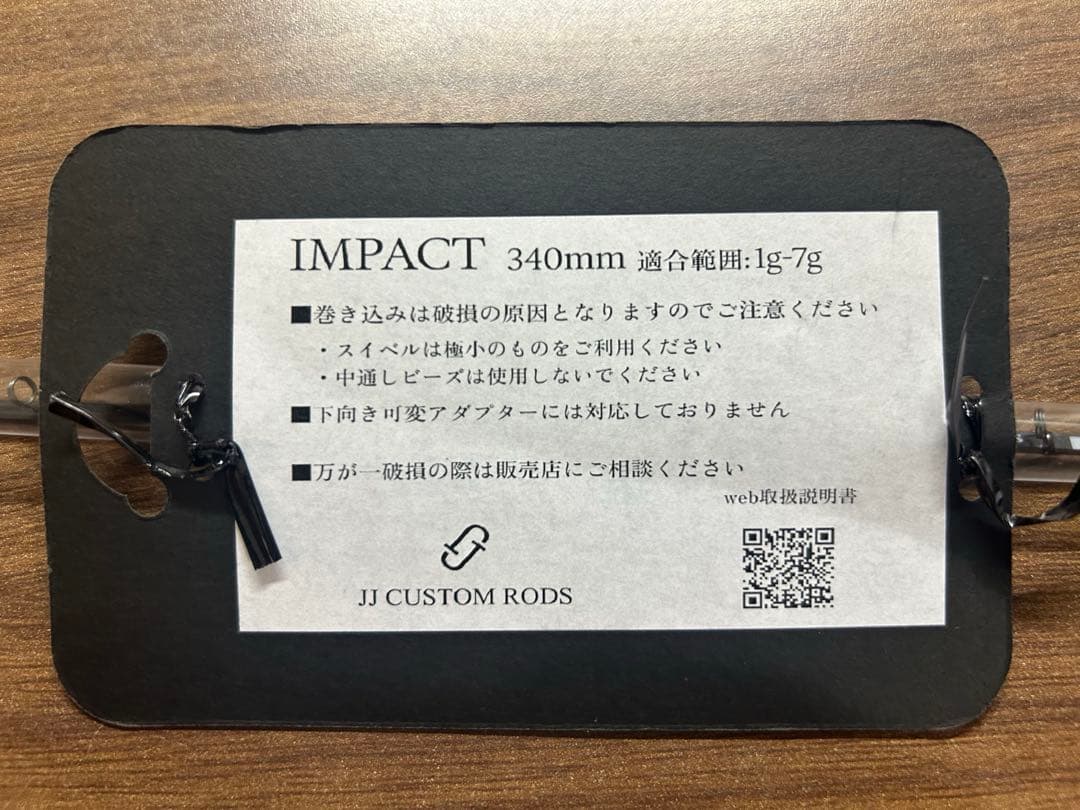 IMPACT 340mm 適合範囲:1g-7g
■巻き込みは破損の原因となりますのでご注意ください
・スイベルは極小のものをご利用ください
・中通しビーズは使用しないでください
■下向き可変アダプターには対応しておりません
■万が一破損の際は販売店にご相談ください
web取扱説明書
JJ CUSTOM RODS